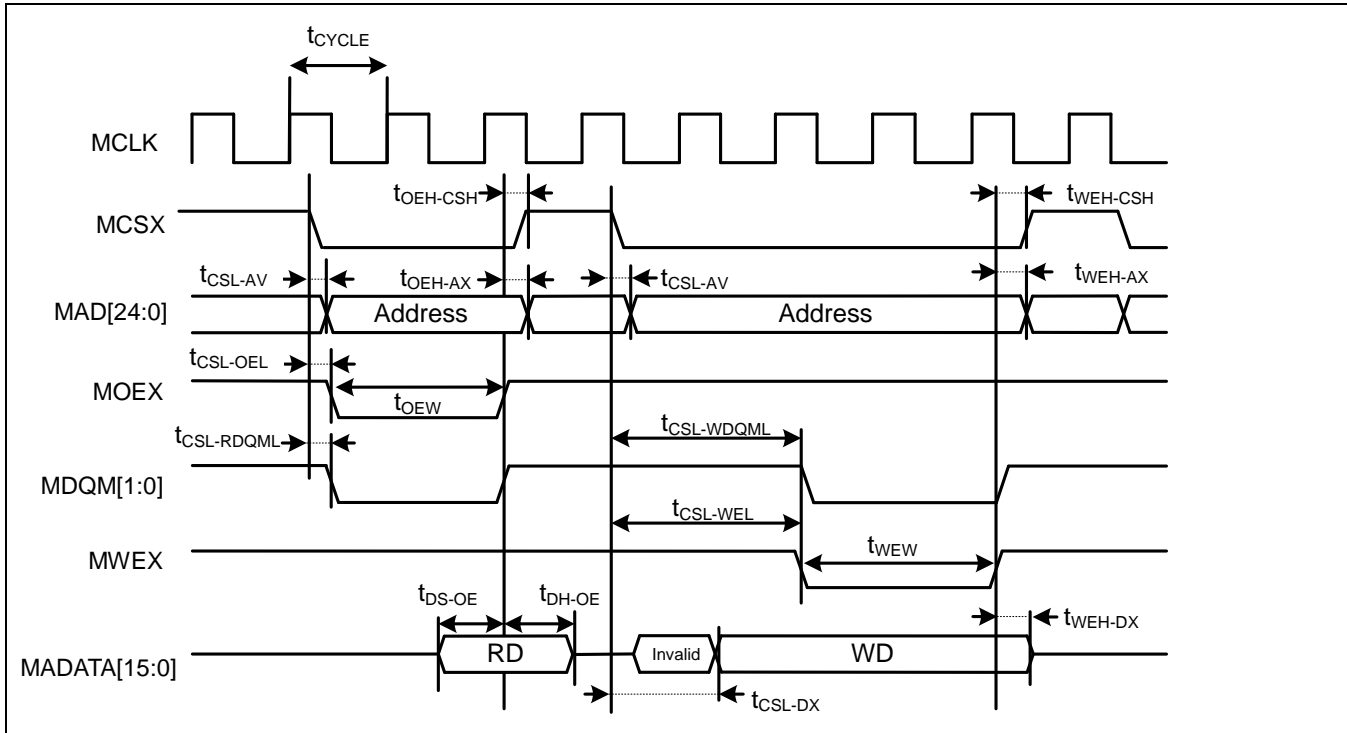 tCYCLE
MCLK
tOEH-CSH
tWEH-CSH
MCSX
tCSL-AV
tOEH-AX
tCSL-AV
tWEH-AX
MAD[24:0]
Address
Address
tCSL-OEL
MOEX
tOEW
tCSL-WDQML
tCSL-RDQML
MDQM[1:0]
tCSL-WEL
MWEX
tWEW
tDS-OE
tDH-OE
tWEH-DX
MADATA[15:0]
RD
Invalid
WD
tCSL-DX